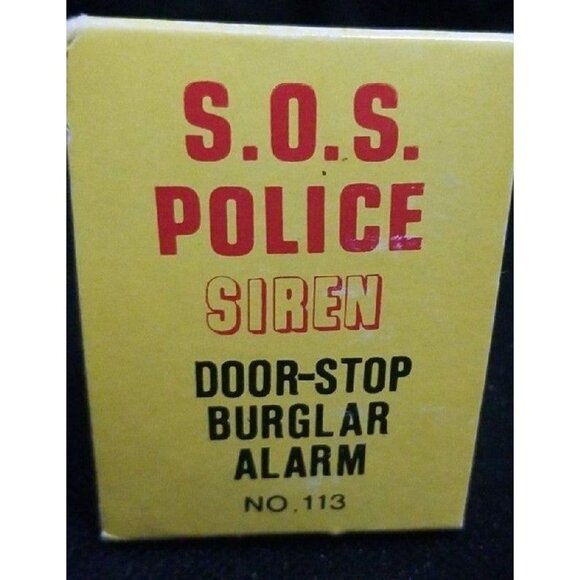 S.O.S.
POLICE
SIREN
DOOR-STOP
BURGLAR
ALARM
NO. 113